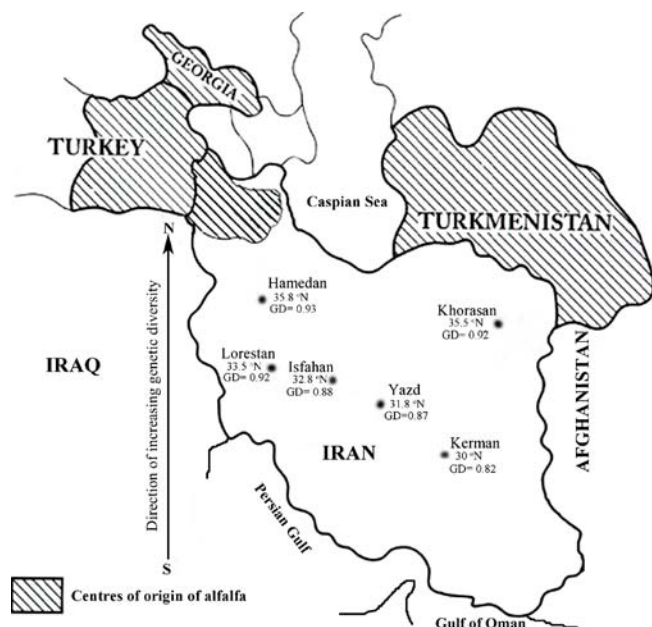 GEORGIA
TURKEY
Caspian Sea
TURKMENISTAN
N
Hamedan
35.8 °N
GD= 0.93
Khorasan
35.5 °N
GD= 0.92
Lorestan
33.5 °N
GD= 0.92
Isfahan
32.8 °N
GD= 0.88
IRAQ
Yazd
31.8 °N
GD=0.87
AFGHANISTAN
IRAN
Kerman
30 °N
GD= 0.82
Direction of increasing genetic diversity
Persian Gulf
S
Centres of origin of alfalfa
Gulf of Oman